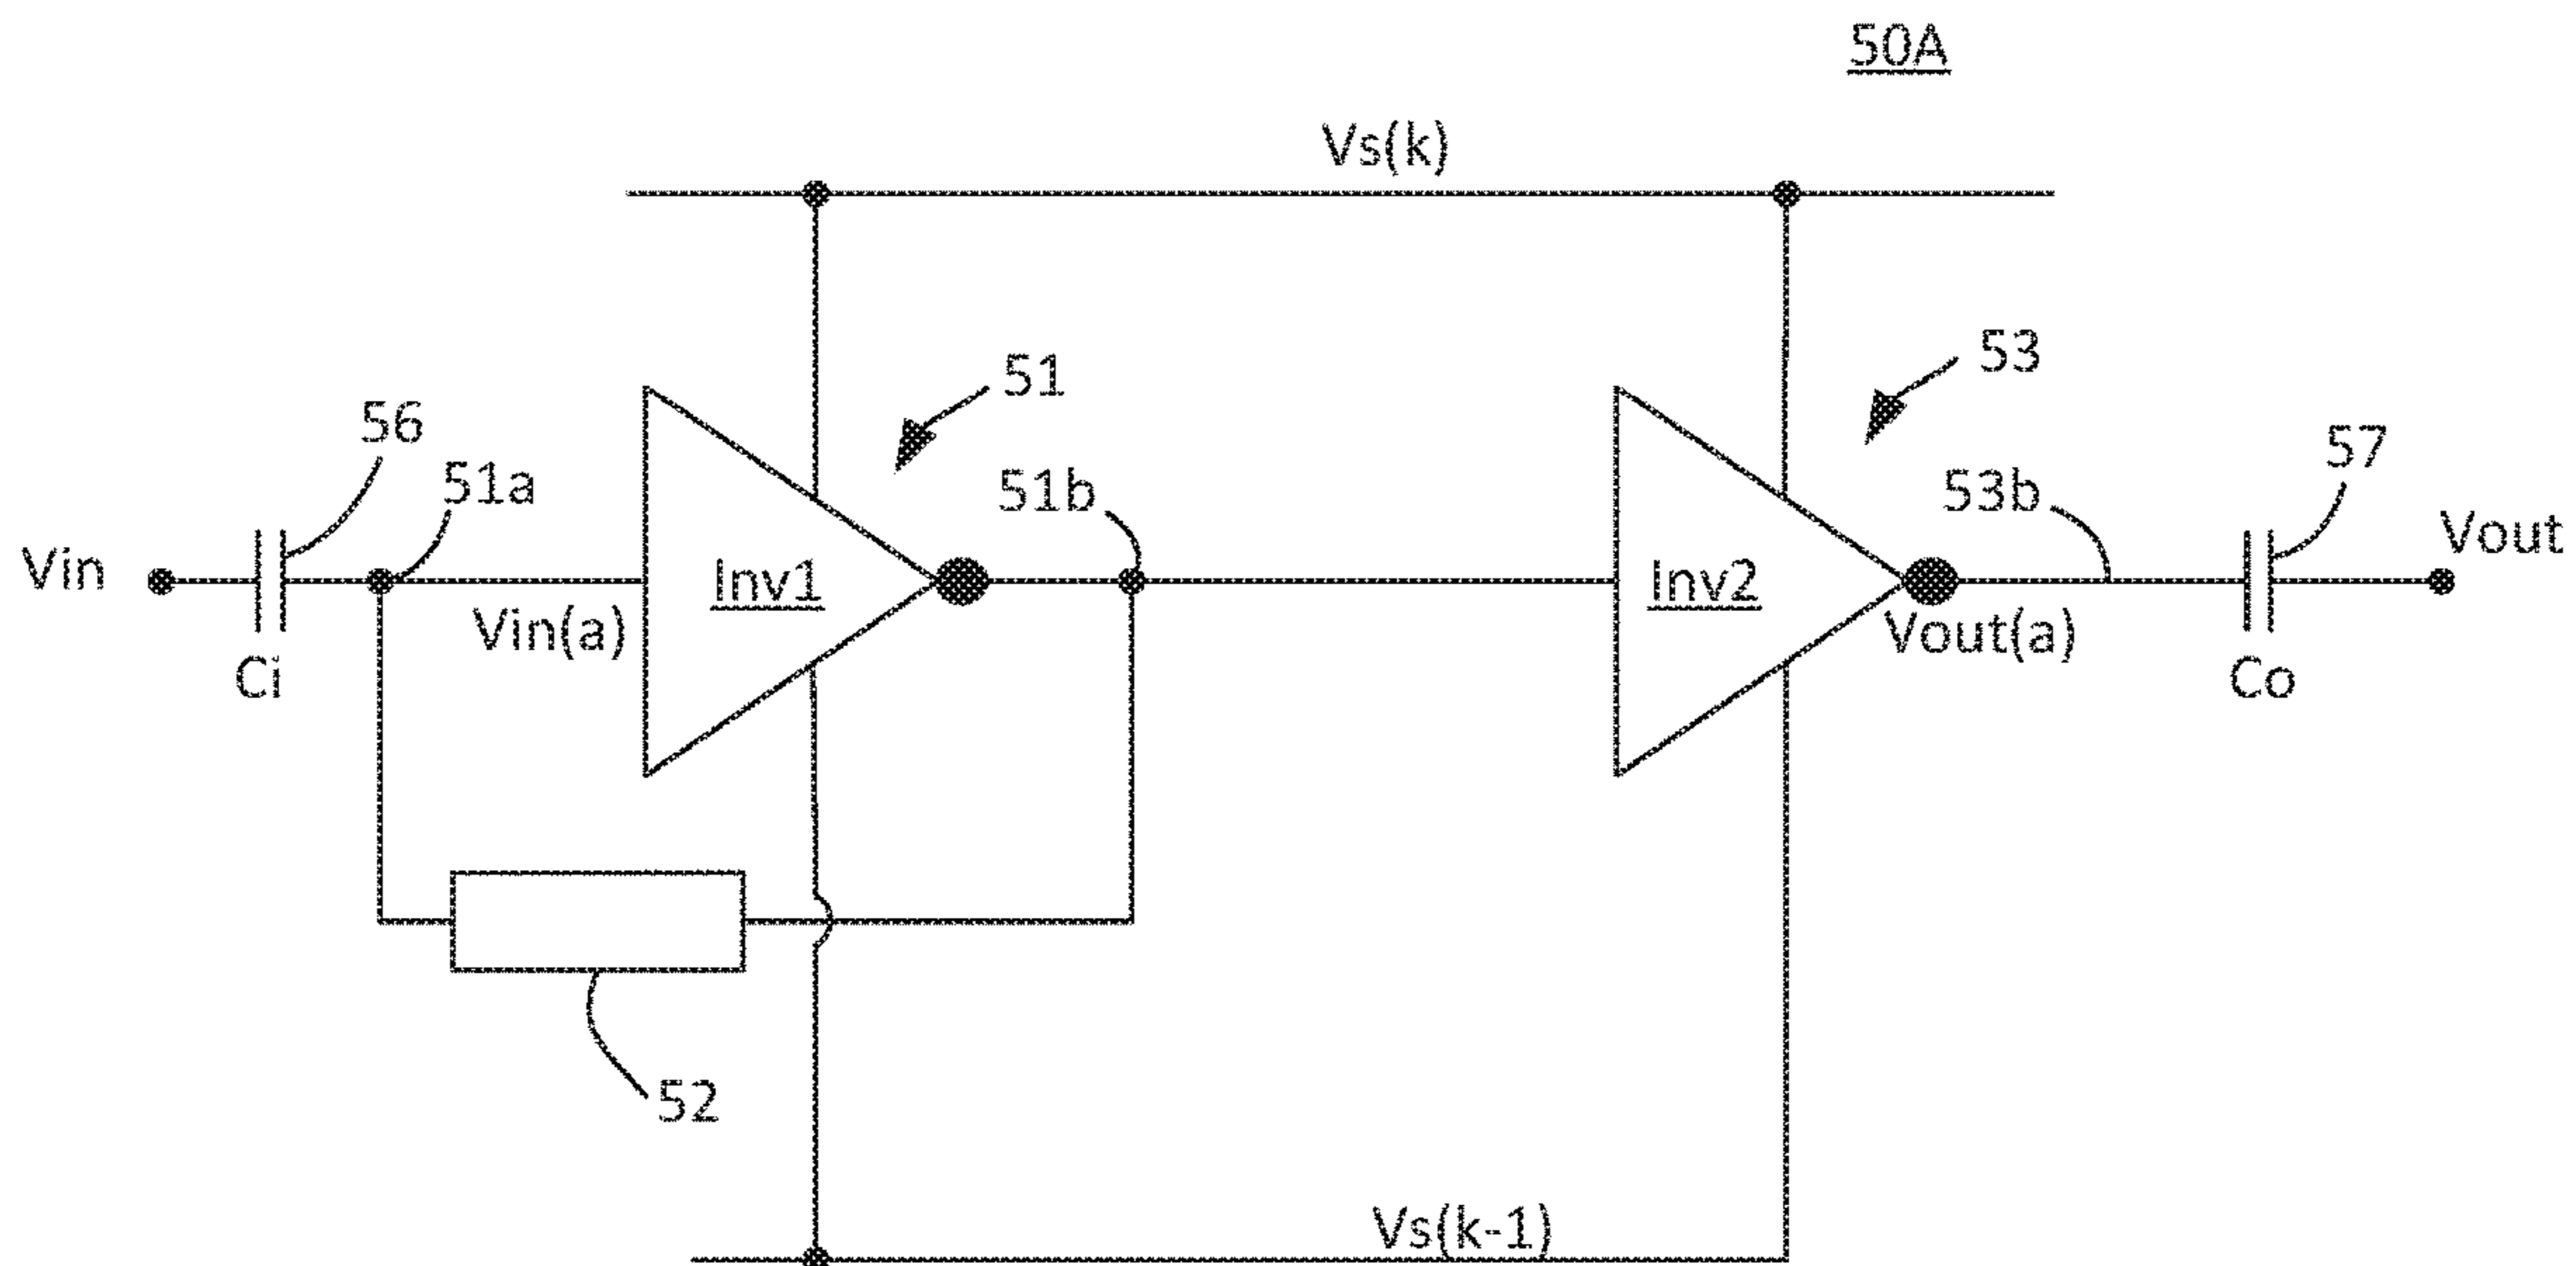 50A
Vs(k)
51
53
56
51a
51b
53b
57
Vin
Vout
Inv1
Inv2
Vin(a)
Vout(a)
Ci
Co
52
Vs(k-1)